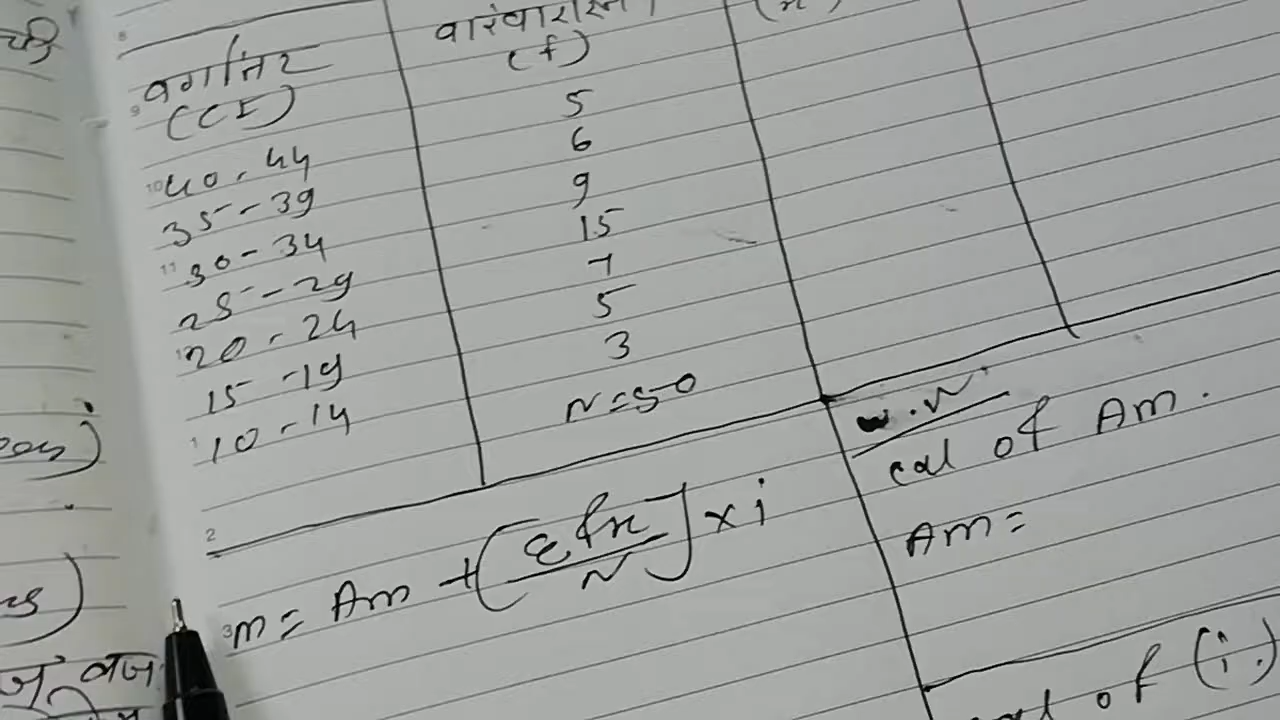 वर्गान्तर
(CI)
(f)
(x)
40-44 5
35-39 6
30-34 9
25-29 15
20-24 7
15-19 5
10-14 3
N=50
m = Am + [Σfx/N] x i
w.N
cal of Am.
Am=
of (i.)